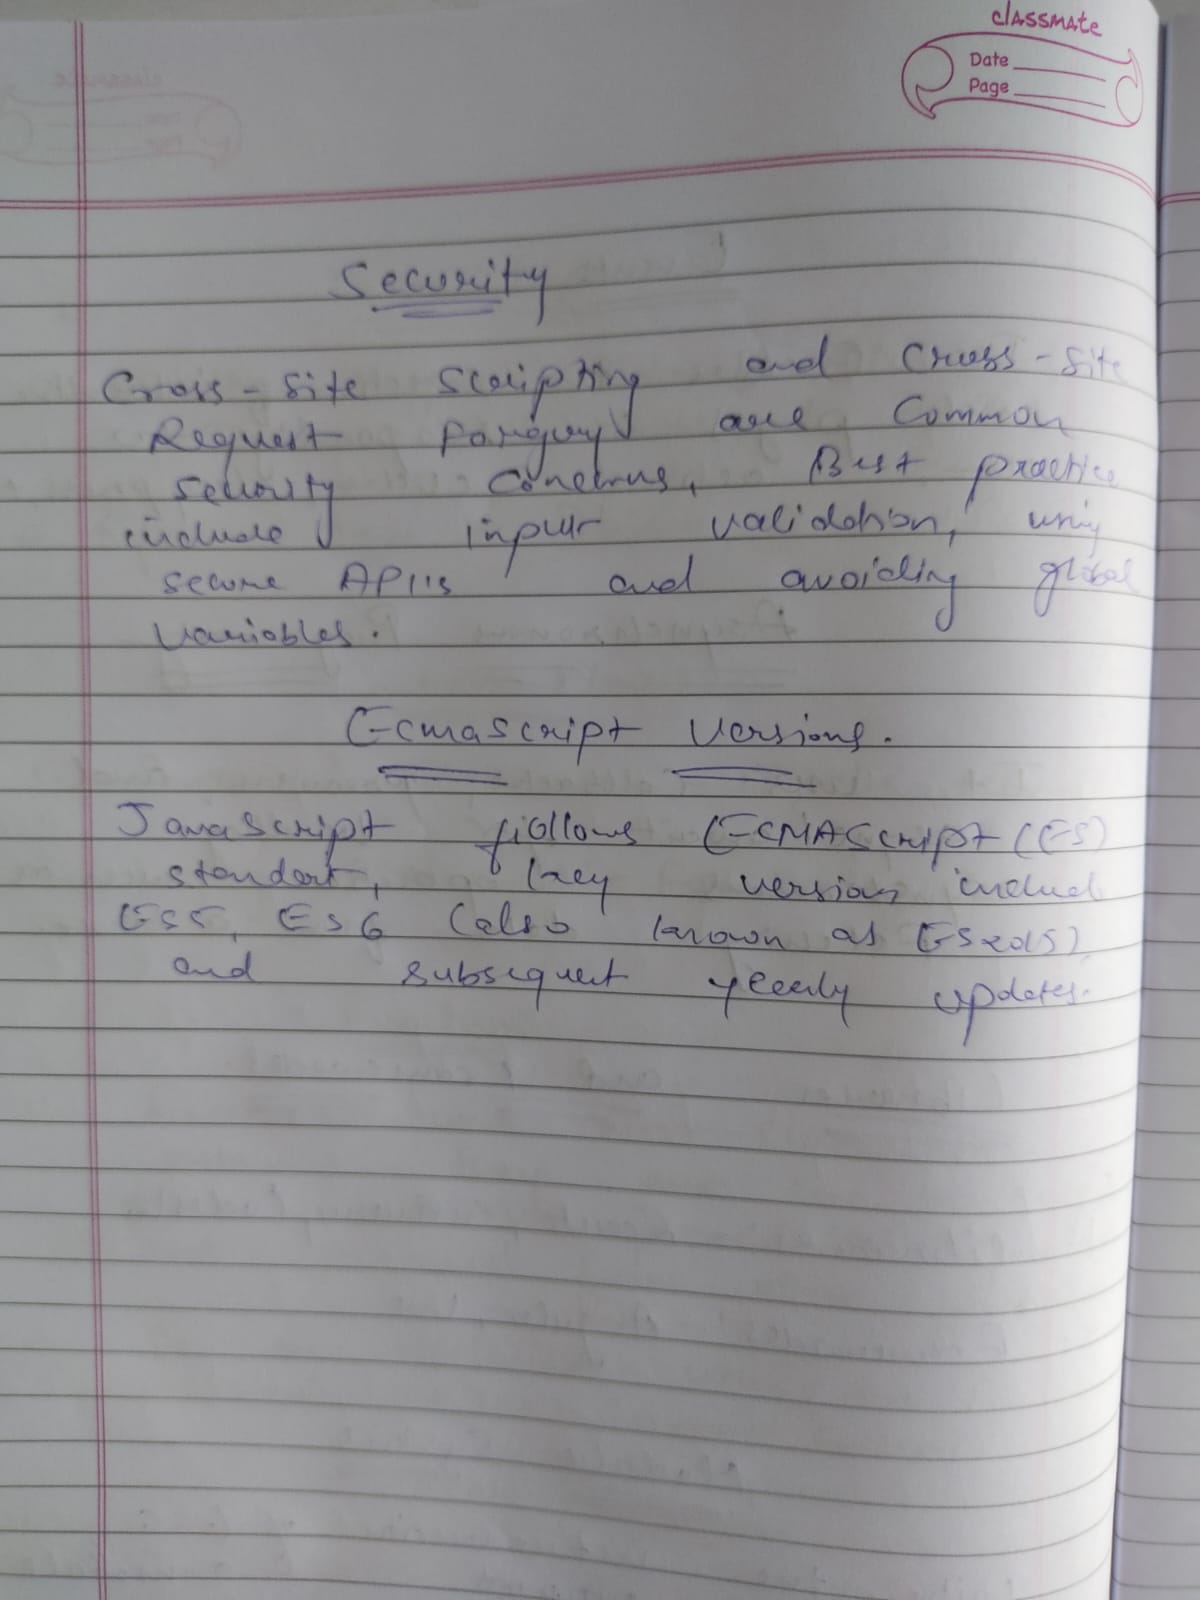 classmate
Date
Page
Security
Cross-Site Scripting and Cross-Site
Request Forgery are Common
Security Concerns, Best practice
include input validation, using
secure API's and avoiding global
variables.
Ecmascript Versions.
JavaScript follows ECMAScript (ES)
standart, key version includ
ES5, ES6 (also known as ES2015),
and subsequent yearly updates.